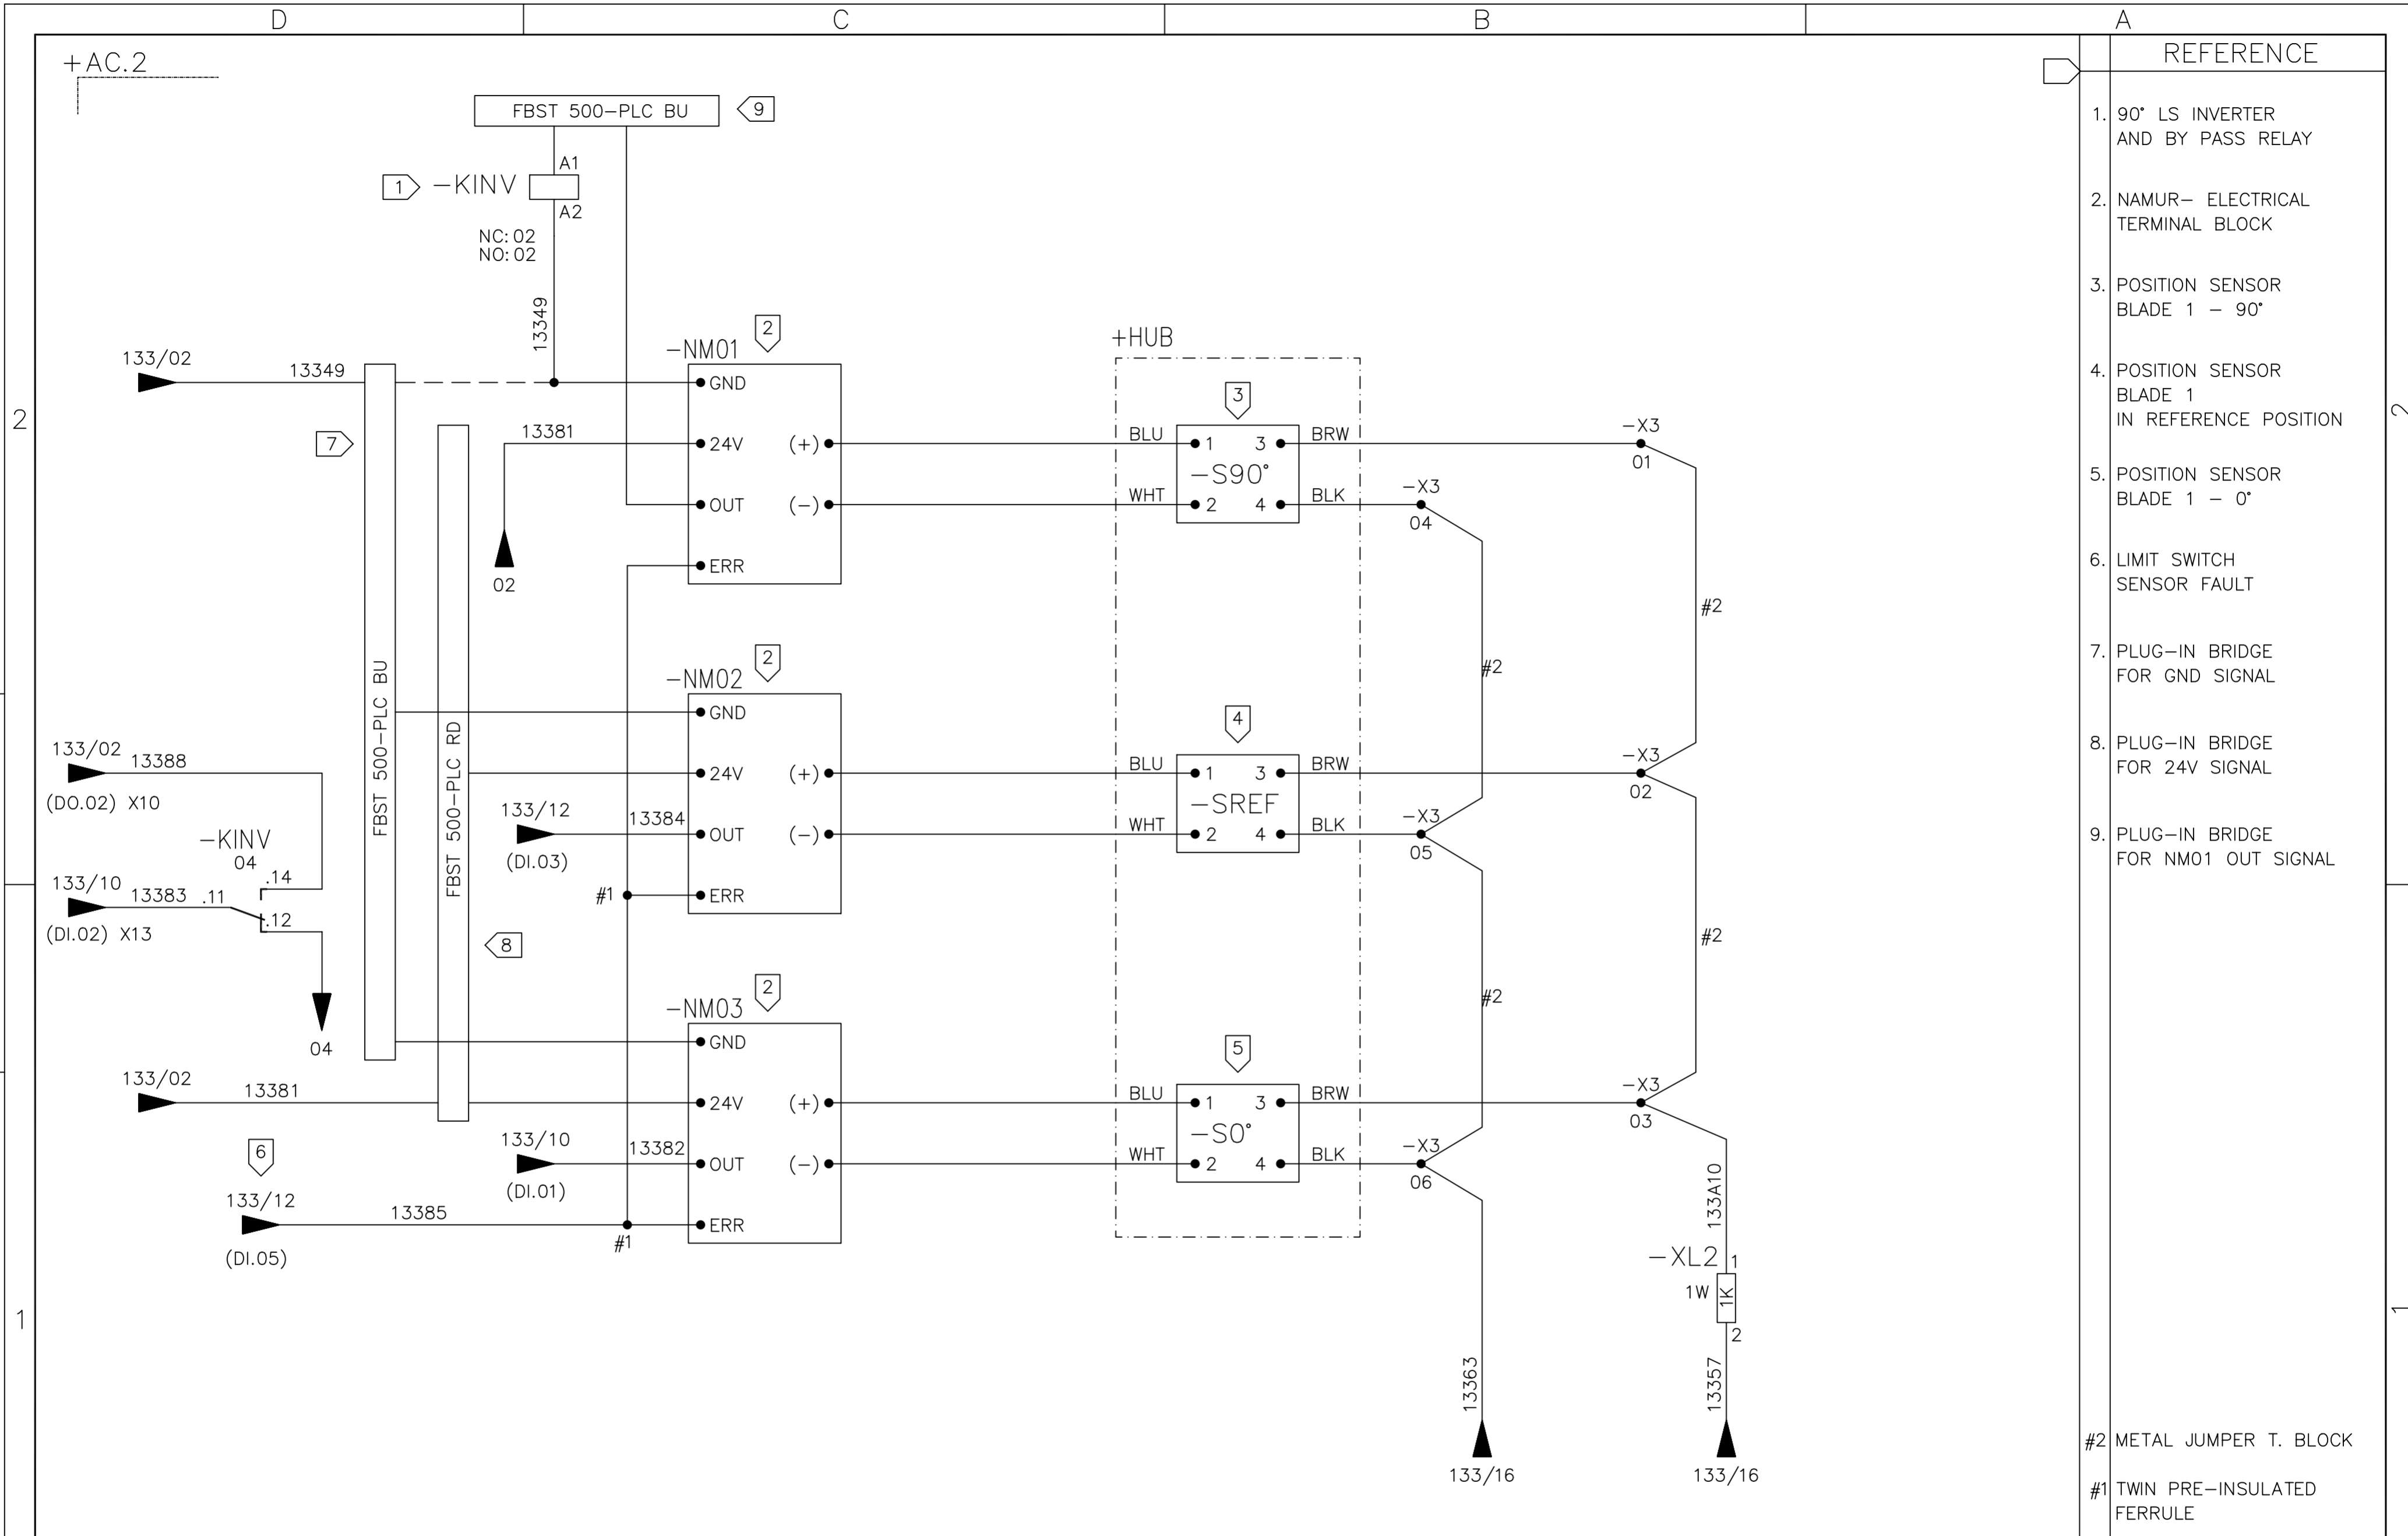 D
C
B
A
+AC.2
REFERENCE
FBST 500-PLC BU
9
1. 90° LS INVERTER
AND BY PASS RELAY
A1
1
-KINV
A2
NC: 02
NO: 02
2. NAMUR- ELECTRICAL
TERMINAL BLOCK
3. POSITION SENSOR
BLADE 1 - 90°
4. POSITION SENSOR
BLADE 1
IN REFERENCE POSITION
5. POSITION SENSOR
BLADE 1 - 0°
6. LIMIT SWITCH
SENSOR FAULT
7. PLUG-IN BRIDGE
FOR GND SIGNAL
8. PLUG-IN BRIDGE
FOR 24V SIGNAL
9. PLUG-IN BRIDGE
FOR NM01 OUT SIGNAL
#2 METAL JUMPER T. BLOCK
#1 TWIN PRE-INSULATED
FERRULE
13349
133/02
13349
2
2
7
FBST 500-PLC BU
FBST 500-PLC RD
8
13381
02
-NM01
2
GND
24V
(+)
OUT
(-)
ERR
+HUB
3
BLU
1
3
BRW
-S90°
WHT
2
4
BLK
-X3
01
-X3
04
#2
#2
-NM02
2
GND
24V
(+)
OUT
(-)
ERR
133/02
13388
(DO.02) X10
-KINV
04
.14
133/10
13383
.11
.12
(DI.02) X13
04
133/12
13384
(DI.03)
#1
4
BLU
1
3
BRW
-SREF
WHT
2
4
BLK
-X3
02
-X3
05
#2
#2
-NM03
2
GND
24V
(+)
OUT
(-)
ERR
133/02
13381
133/10
13382
(DI.01)
6
133/12
13385
(DI.05)
#1
5
BLU
1
3
BRW
-S0°
WHT
2
4
BLK
-X3
03
-X3
06
133A10
-XL2
1
1W
1K
2
13363
13357
133/16
133/16
1
1